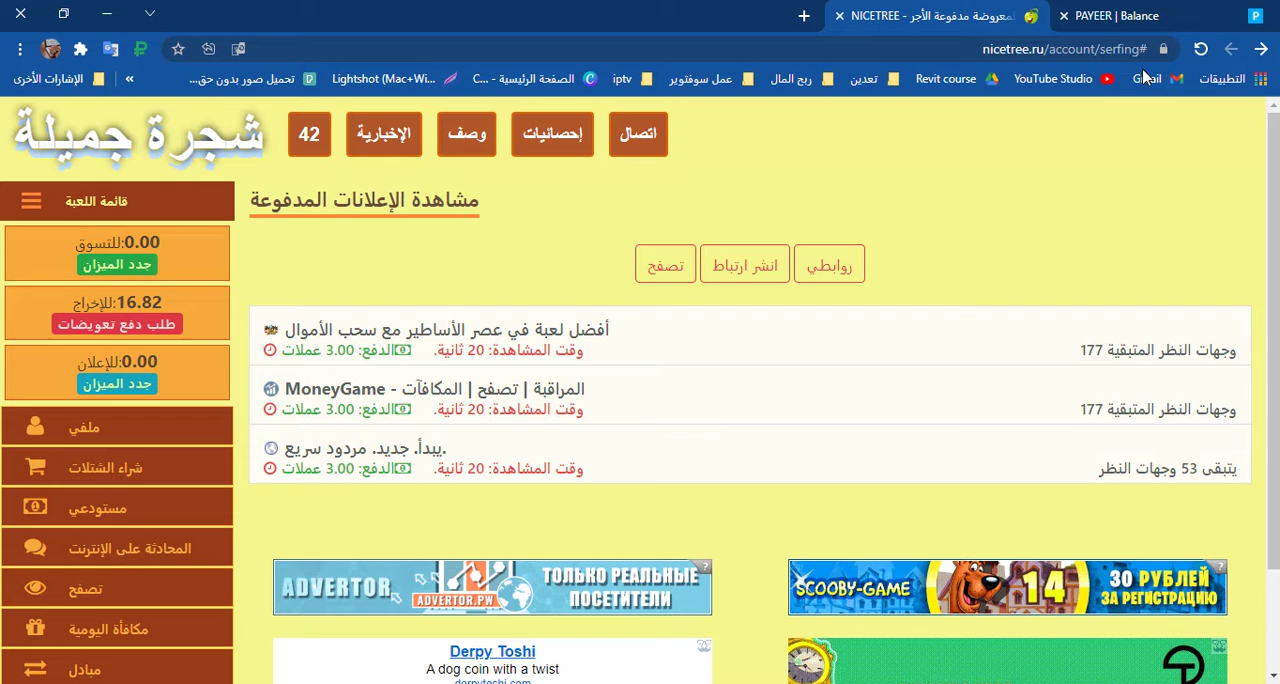 NICETREE - المعروضة مدفوعة الأجر
PAYEER | Balance
nicetree.ru/account/serfing#
التطبيقات
Gmail
YouTube Studio
Revit course
تعدين
ربح المال
عمل سوفتوير
iptv
الصفحة الرئيسية - C...
Lightshot (Mac+Wi...
تحميل صور بدون حق...
«
الإشارات الأخرى
شجرة جميلة
42
الإخبارية
وصف
إحصائيات
اتصال
قائمة اللعبة
للتسوق:0.00
جدد الميزان
للإخراج:16.82
طلب دفع تعويضات
للإعلان:0.00
جدد الميزان
ملفي
شراء الشتلات
مستودعي
المحادثة على الإنترنت
تصفح
مكافأة اليومية
مبادل
مشاهدة الإعلانات المدفوعة
روابطي
انشر ارتباط
تصفح
أفضل لعبة في عصر الأساطير مع سحب الأموال
وقت المشاهدة: 20 ثانية. الدفع: 3.00 عملات
وجهات النظر المتبقية 177
المراقبة | تصفح | المكافآت - MoneyGame
وقت المشاهدة: 20 ثانية. الدفع: 3.00 عملات
وجهات النظر المتبقية 177
يبدأ. جديد. مردود سريع.
وقت المشاهدة: 20 ثانية. الدفع: 3.00 عملات
يتبقى 53 وجهات النظر
ADVERTOR
ADVERTOR.PW
ТОЛЬКО РЕАЛЬНЫЕ
ПОСЕТИТЕЛИ
SCOOBY-GAME
14
30 РУБЛЕЙ
ЗА РЕГИСТРАЦИЮ
Derpy Toshi
A dog coin with a twist
derpytoshi.com